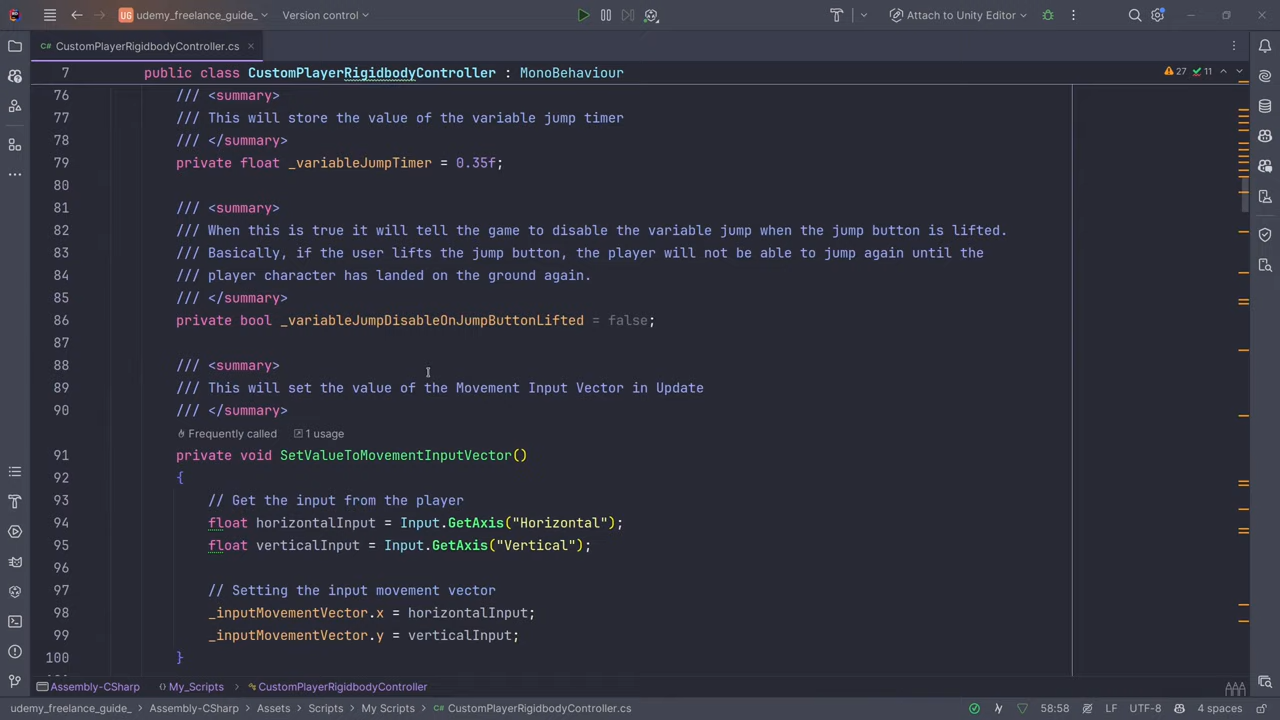 UG udemy_freelance_guide_ Version control Attach to Unity Editor
C# CustomPlayerRigidbodyController.cs
7 public class CustomPlayerRigidbodyController : MonoBehaviour 27 11
76 /// <summary>
77 /// This will store the value of the variable jump timer
78 /// </summary>
79 private float _variableJumpTimer = 0.35f;
80
81 /// <summary>
82 /// When this is true it will tell the game to disable the variable jump when the jump button is lifted.
83 /// Basically, if the user lifts the jump button, the player will not be able to jump again until the
84 /// player character has landed on the ground again.
85 /// </summary>
86 private bool _variableJumpDisableOnJumpButtonLifted = false;
87
88 /// <summary>
89 /// This will set the value of the Movement Input Vector in Update
90 /// </summary>
Frequently called 1 usage
91 private void SetValueToMovementInputVector()
92 {
93 // Get the input from the player
94 float horizontalInput = Input.GetAxis("Horizontal");
95 float verticalInput = Input.GetAxis("Vertical");
96
97 // Setting the input movement vector
98 _inputMovementVector.x = horizontalInput;
99 _inputMovementVector.y = verticalInput;
100 }
Assembly-CSharp My_Scripts CustomPlayerRigidbodyController
udemy_freelance_guide_ > Assembly-CSharp > Assets > Scripts > My Scripts > C# CustomPlayerRigidbodyController.cs 58:58 LF UTF-8 4 spaces